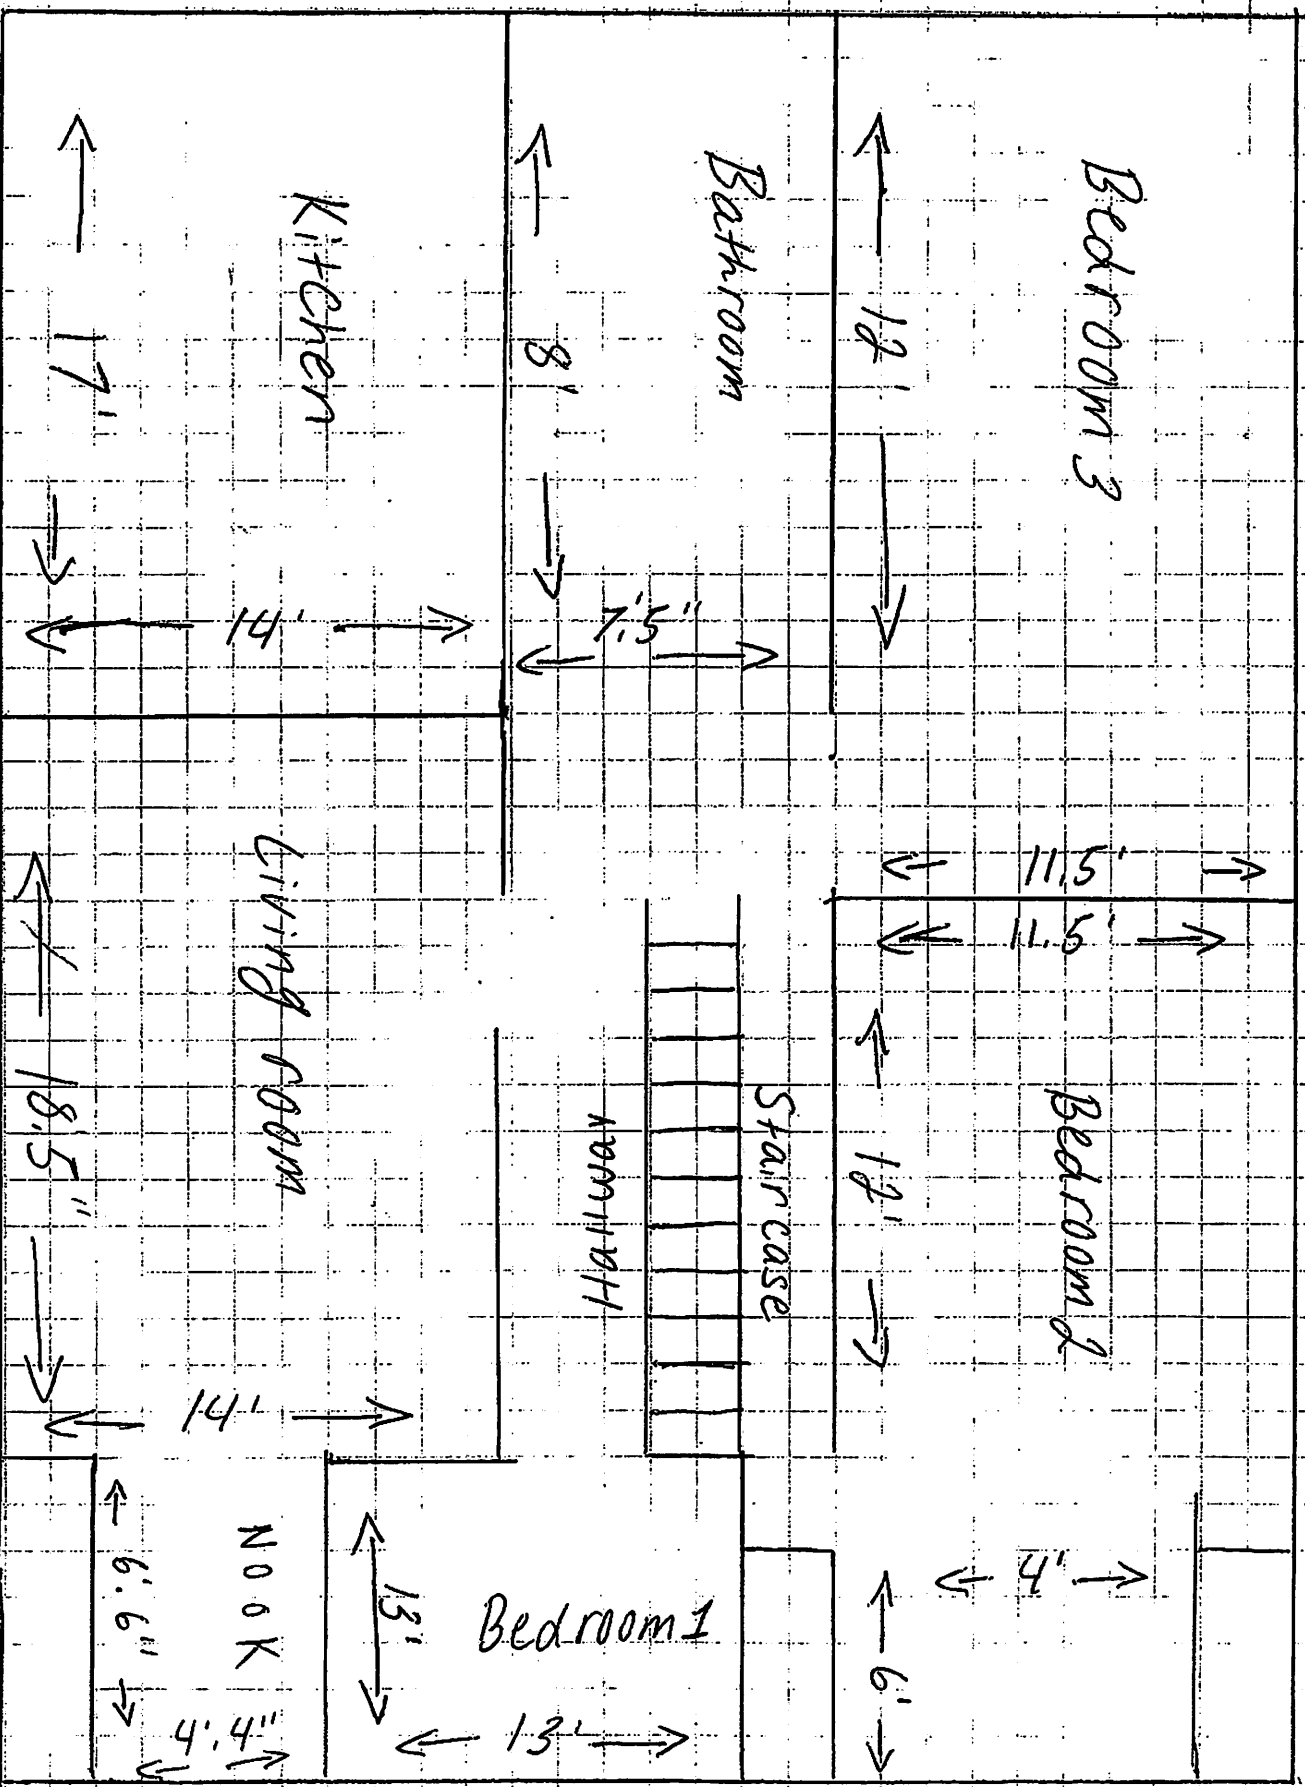 Kitchen
17"
14'
Bathroom
8'
7'.5"
Bedroom 3
12'
11.5'
Living room
18.5"
14'
Hallway
Staircase
11.5'
12'
Bedroom 2
Nook
6'.6"
4'.4"
13'
Bedroom 1
13'
4'
6'